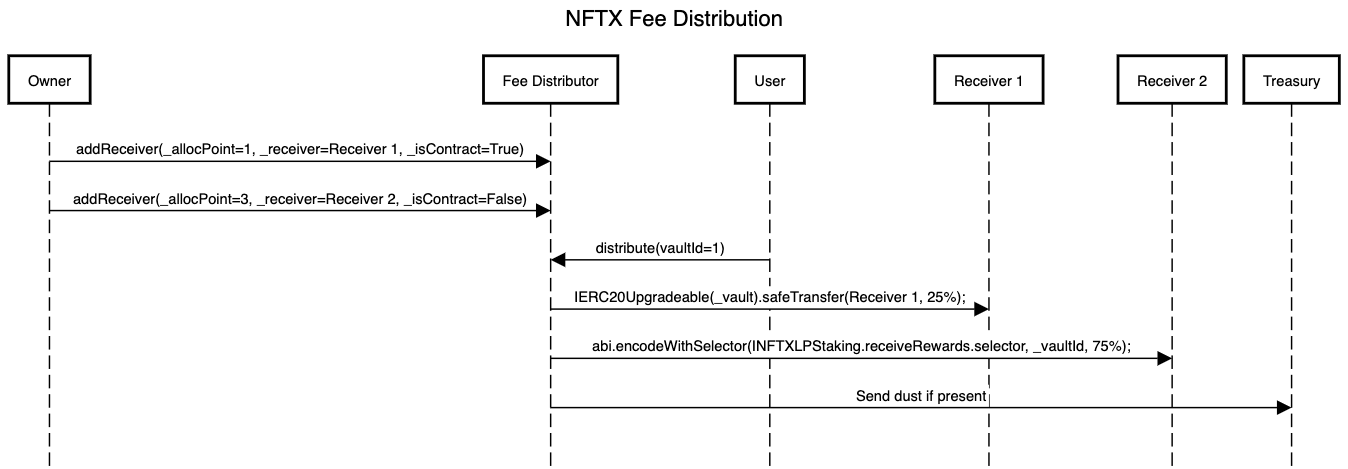 NFTX Fee Distribution
Owner
Fee Distributor
User
Receiver 1
Receiver 2
Treasury
addReceiver(_allocPoint=1, _receiver=Receiver 1, _isContract=True)
addReceiver(_allocPoint=3, _receiver=Receiver 2, _isContract=False)
distribute(vaultId=1)
IERC20Upgradeable(_vault).safeTransfer(Receiver 1, 25%);
abi.encodeWithSelector(INFTXLPStaking.receiveRewards.selector, _vaultId, 75%);
Send dust if present